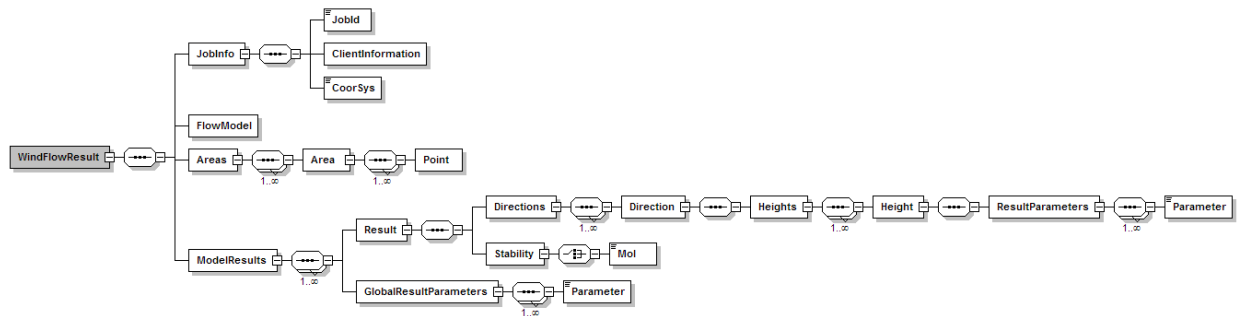 JobId
JobInfo
ClientInformation
CoorSys
FlowModel
WindFlowResult
Areas
1..∞
Area
1..∞
Point
Directions
1..∞
Direction
Heights
1..∞
Height
ResultParameters
1..∞
Parameter
Result
Stability
Mol
ModelResults
1..∞
GlobalResultParameters
1..∞
Parameter